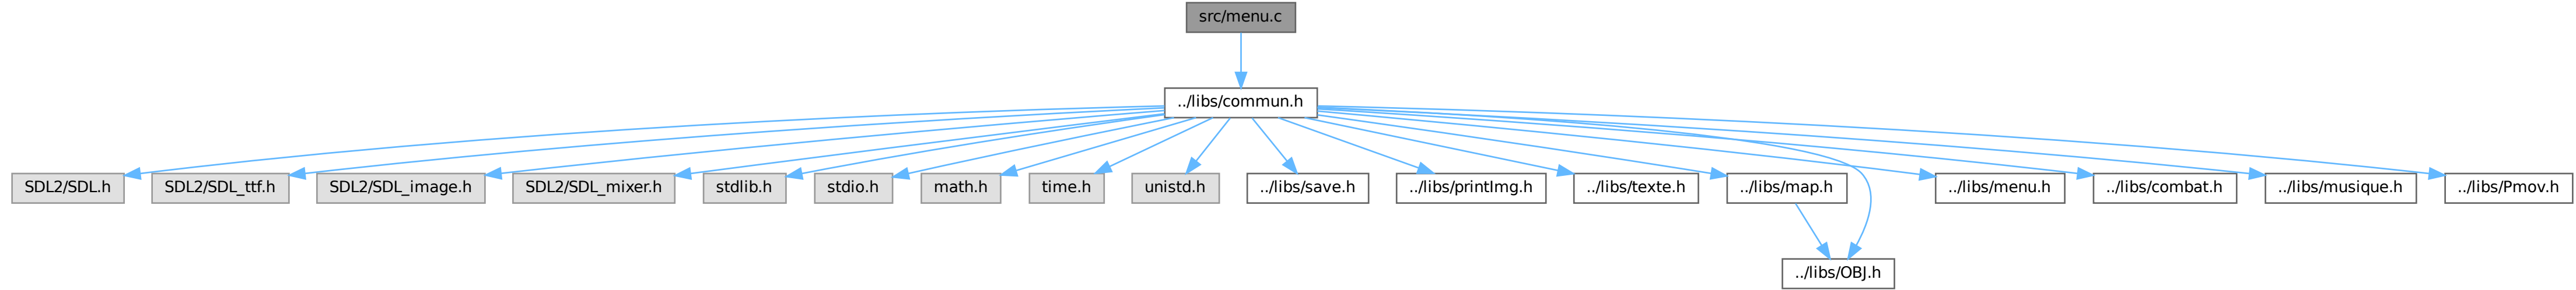 src/menu.c
../libs/commun.h
SDL2/SDL.h
SDL2/SDL_ttf.h
SDL2/SDL_image.h
SDL2/SDL_mixer.h
stdlib.h
stdio.h
math.h
time.h
unistd.h
../libs/save.h
../libs/printImg.h
../libs/texte.h
../libs/map.h
../libs/menu.h
../libs/combat.h
../libs/musique.h
../libs/Pmov.h
../libs/OBJ.h